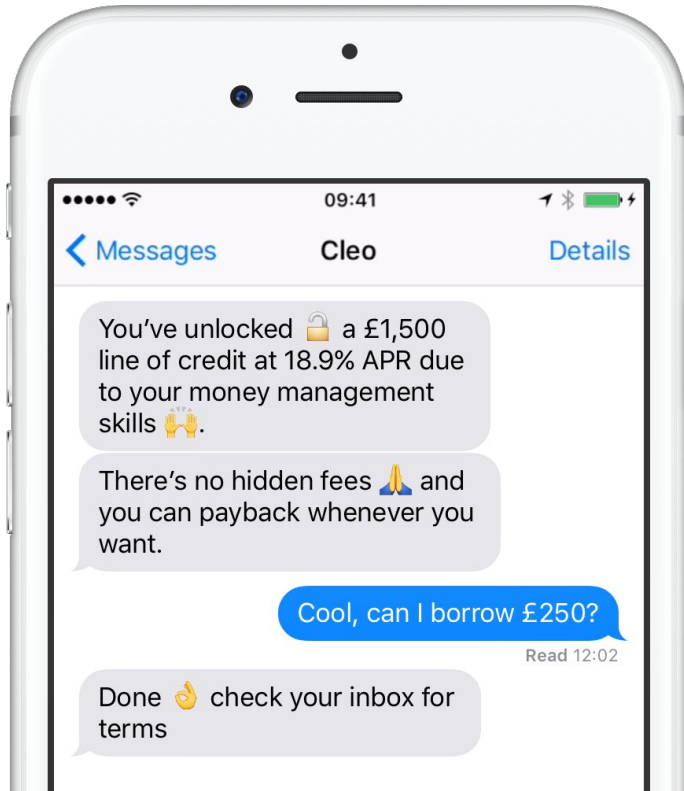 09:41
Messages Cleo Details
You’ve unlocked 🔓 a £1,500
line of credit at 18.9% APR due
to your money management
skills 🙌.
There’s no hidden fees 🙏 and
you can payback whenever you
want.
Cool, can I borrow £250?
Read 12:02
Done 👌 check your inbox for
terms